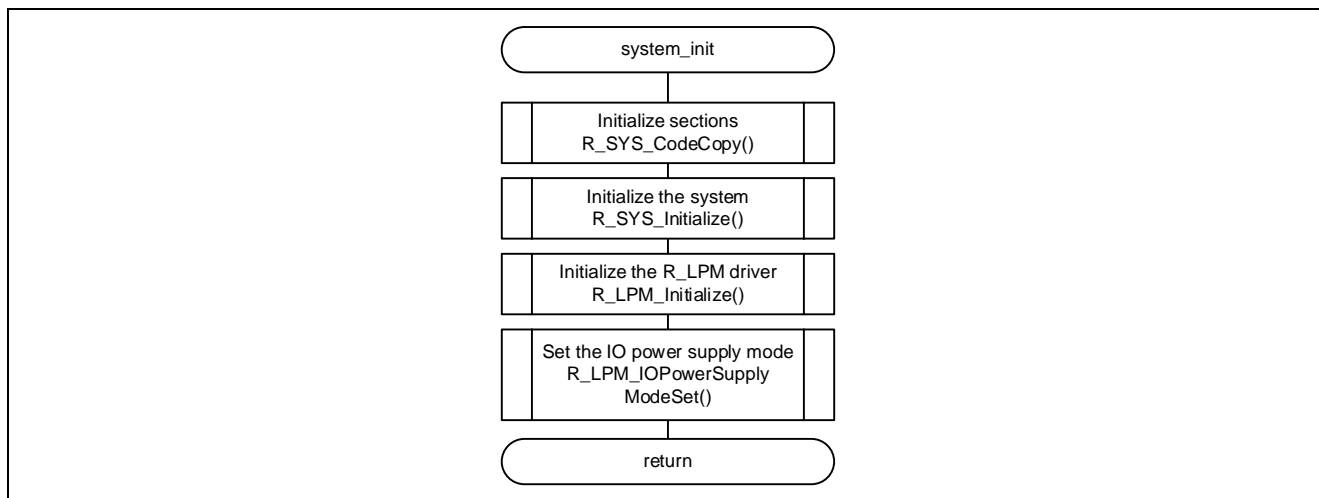 system_init
Initialize sections
R_SYS_CodeCopy()
Initialize the system
R_SYS_Initialize()
Initialize the R_LPM driver
R_LPM_Initialize()
Set the IO power supply mode
R_LPM_IOPowerSupply
ModeSet()
return